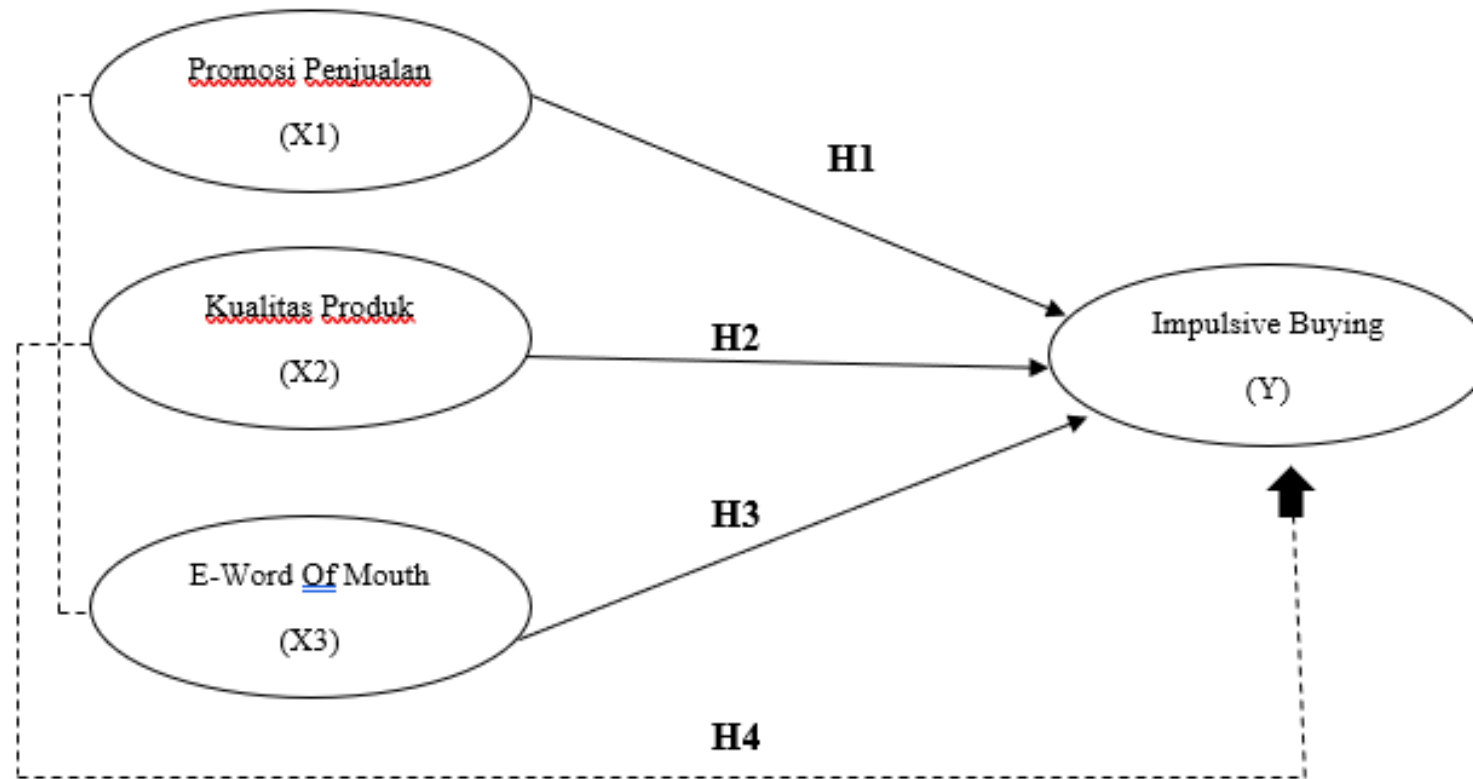 Promosi Penjualan
(X1)
H1
Kualitas Produk
(X2)
H2
Impulsive Buying
(Y)
E-Word Of Mouth
(X3)
H3
H4